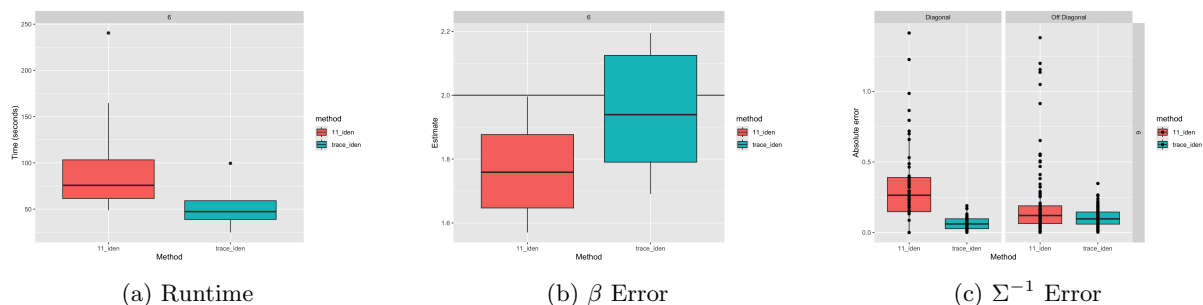 6
250
200
150
100
50
Time (seconds)
11_iden
trace_iden
Method
method
11_iden
trace_iden
(a) Runtime
6
2.2
2.0
1.8
1.6
Estimate
11_iden
trace_iden
Method
method
11_iden
trace_iden
(b) β Error
Diagonal
Off Diagonal
1.0
0.5
0.0
Absolute error
6
11_iden
trace_iden
11_iden
trace_iden
Method
method
11_iden
trace_iden
(c) Σ⁻¹ Error